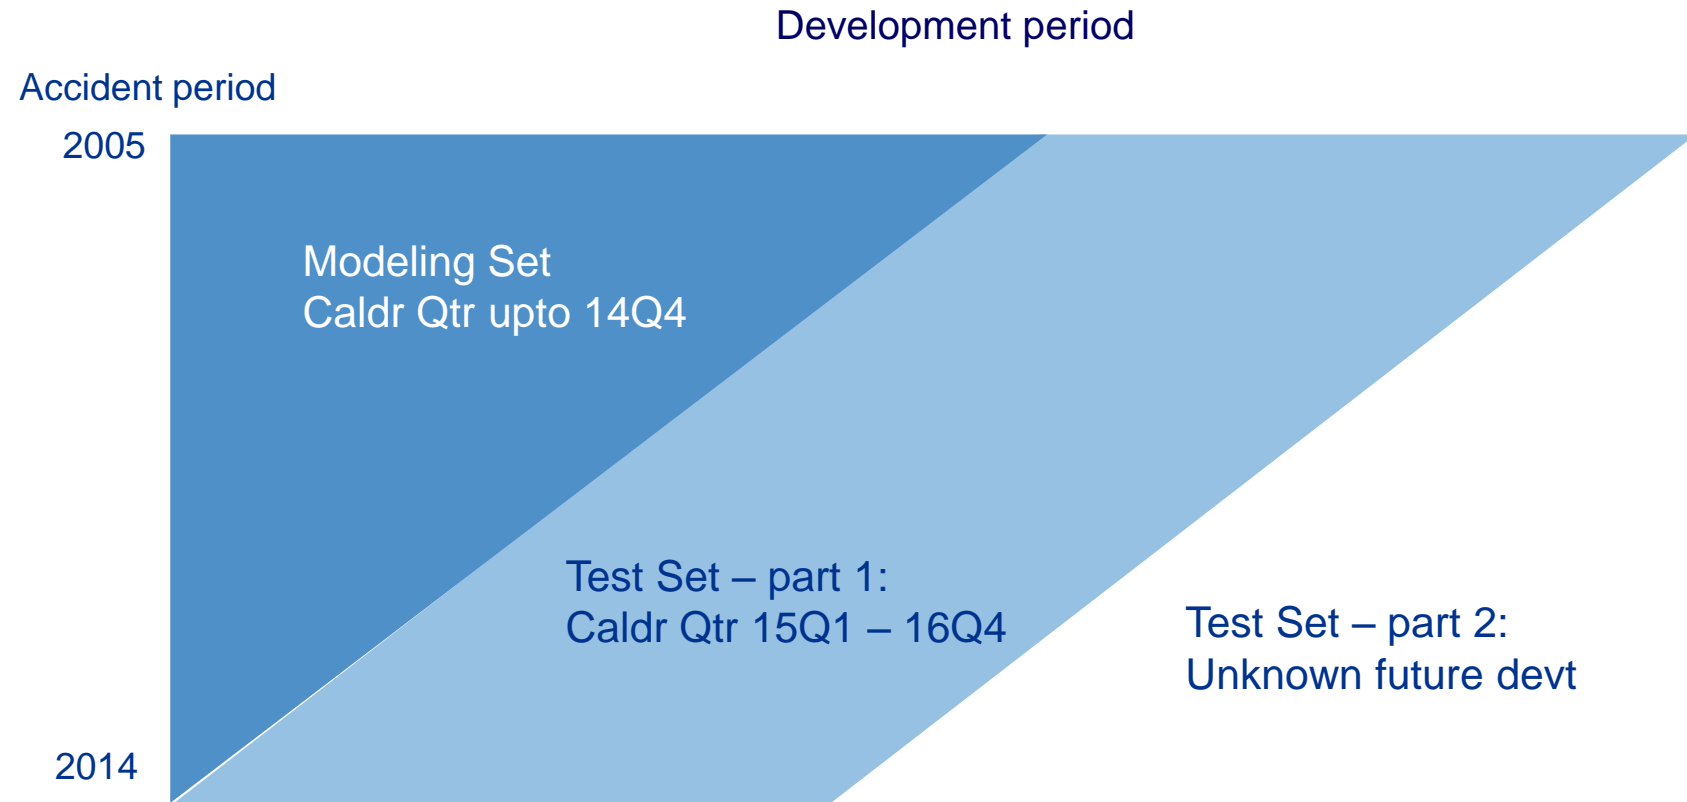 Development period
Accident period
2005
Modeling Set
Caldr Qtr upto 14Q4
Test Set – part 1:
Caldr Qtr 15Q1 – 16Q4
Test Set – part 2:
Unknown future devt
2014